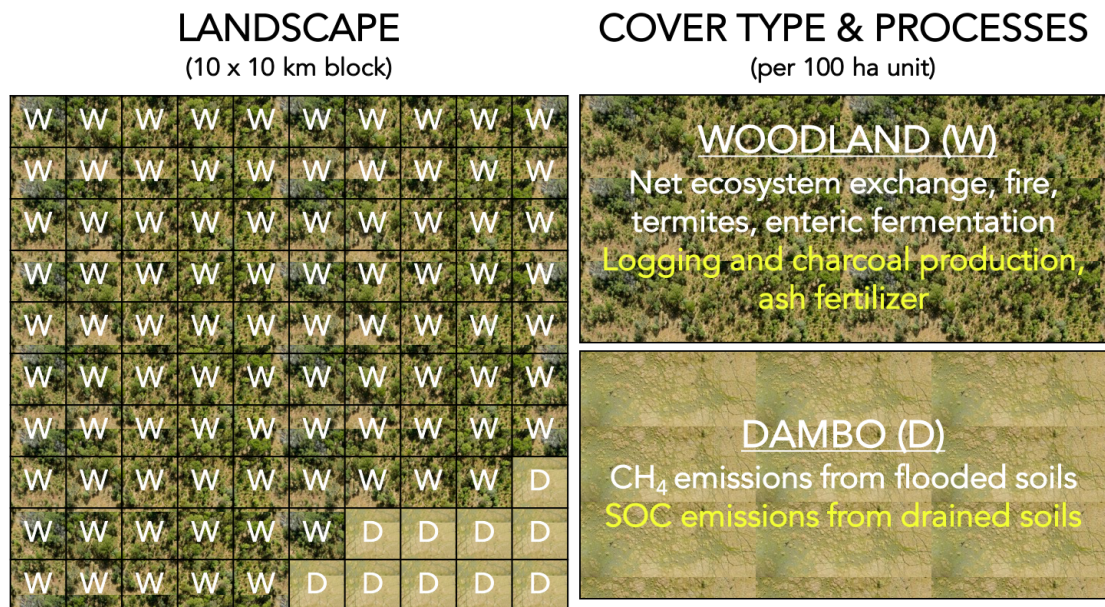 LANDSCAPE
(10 x 10 km block)
W W W W W W W W W W
W W W W W W W W W W
W W W W W W W W W W
W W W W W W W W W W
W W W W W W W W W W
W W W W W W W W W W
W W W W W W W W W W
W W W W W W W W W D
W W W W W W D D D D
W W W W W D D D D D
COVER TYPE & PROCESSES
(per 100 ha unit)
WOODLAND (W)
Net ecosystem exchange, fire,
termites, enteric fermentation
Logging and charcoal production,
ash fertilizer
DAMBO (D)
CH₄ emissions from flooded soils
SOC emissions from drained soils